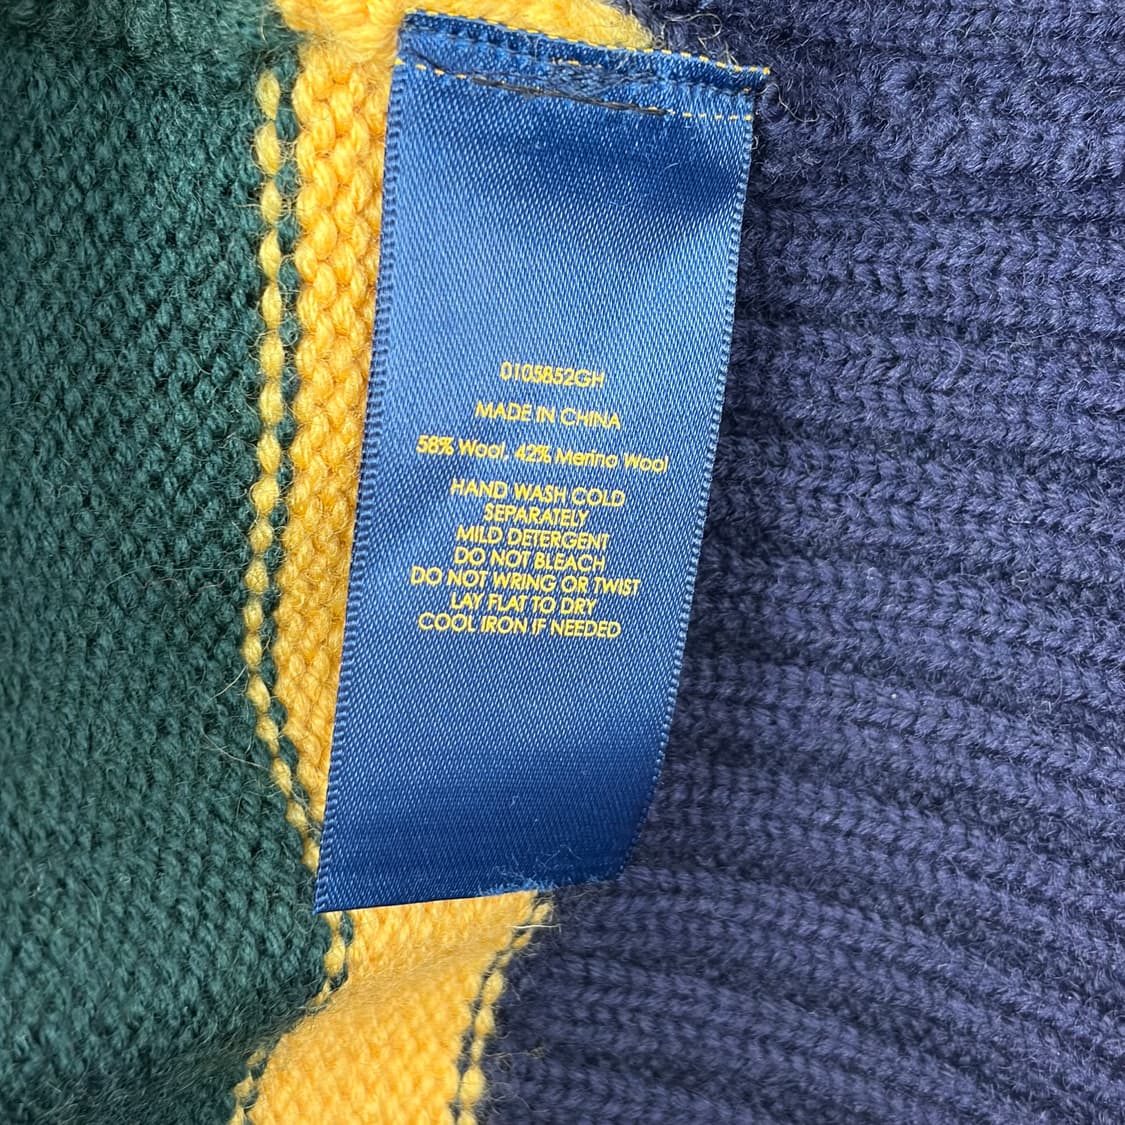 0105852GH
MADE IN CHINA
58% Wool, 42% Merino Wool
HAND WASH COLD
SEPARATELY
MILD DETERGENT
DO NOT BLEACH
DO NOT WRING OR TWIST
LAY FLAT TO DRY
COOL IRON IF NEEDED